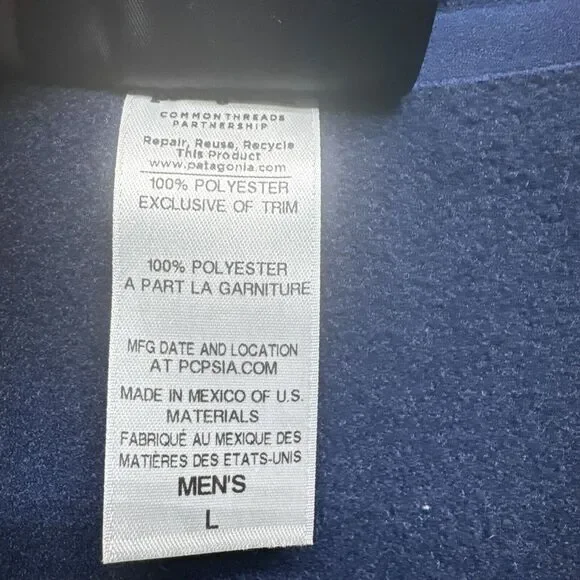 COMMON THREADS
PARTNERSHIP
Repair, Reuse, Recycle
This Product
www.patagonia.com
100% POLYESTER
EXCLUSIVE OF TRIM
100% POLYESTER
A PART LA GARNITURE
MFG DATE AND LOCATION
AT PCPSIA.COM
MADE IN MEXICO OF U.S.
MATERIALS
FABRIQUÉ AU MEXIQUE DES
MATIÈRES DES ETATS-UNIS
MEN'S
L